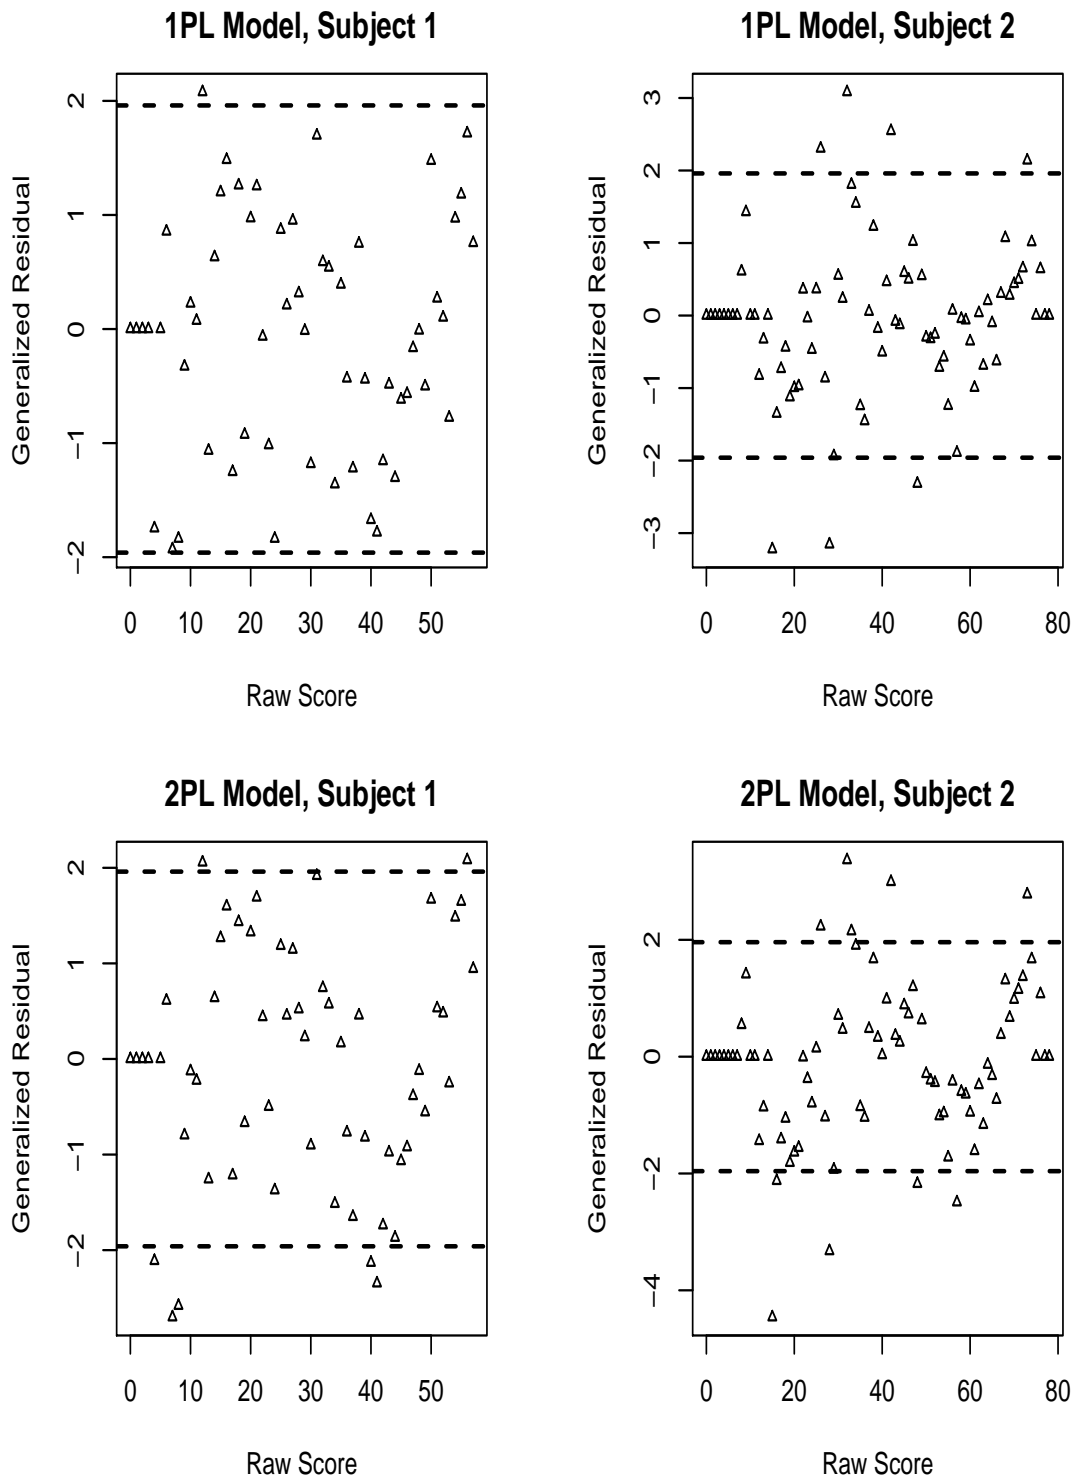 1PL Model, Subject 1
Generalized Residual
2
1
0
−1
−2
0 10 20 30 40 50
Raw Score
1PL Model, Subject 2
Generalized Residual
3
2
1
0
−1
−2
−3
0 20 40 60 80
Raw Score
2PL Model, Subject 1
Generalized Residual
2
1
0
−1
−2
0 10 20 30 40 50
Raw Score
2PL Model, Subject 2
Generalized Residual
2
0
−2
−4
0 20 40 60 80
Raw Score